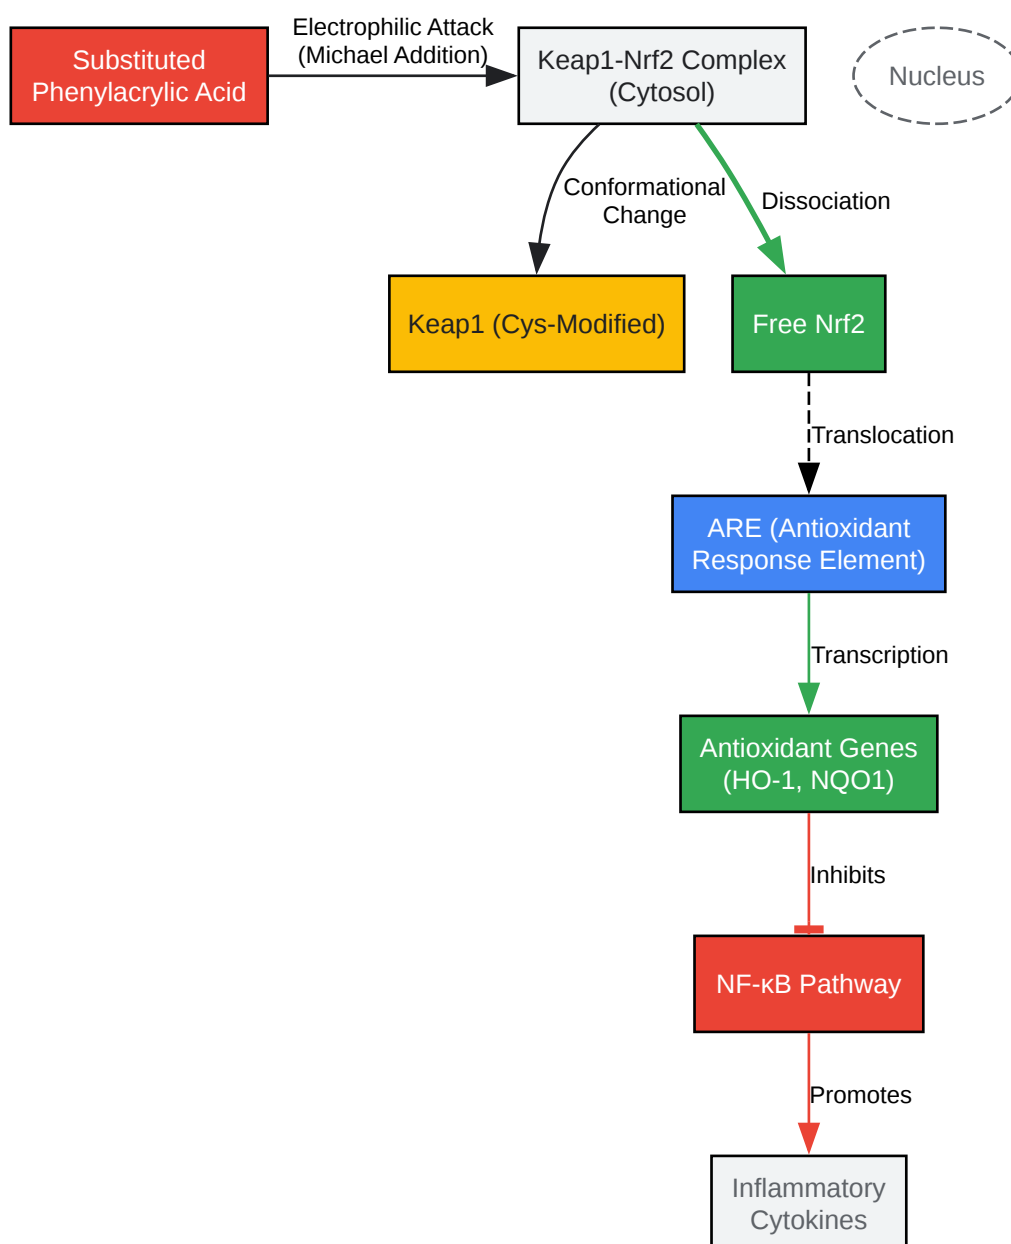 Substituted
Phenylacrylic Acid
Electrophilic Attack
(Michael Addition)
Keap1-Nrf2 Complex
(Cytosol)
Nucleus
Conformational
Change
Dissociation
Keap1 (Cys-Modified)
Free Nrf2
Translocation
ARE (Antioxidant
Response Element)
Transcription
Antioxidant Genes
(HO-1, NQO1)
Inhibits
NF-κB Pathway
Promotes
Inflammatory
Cytokines